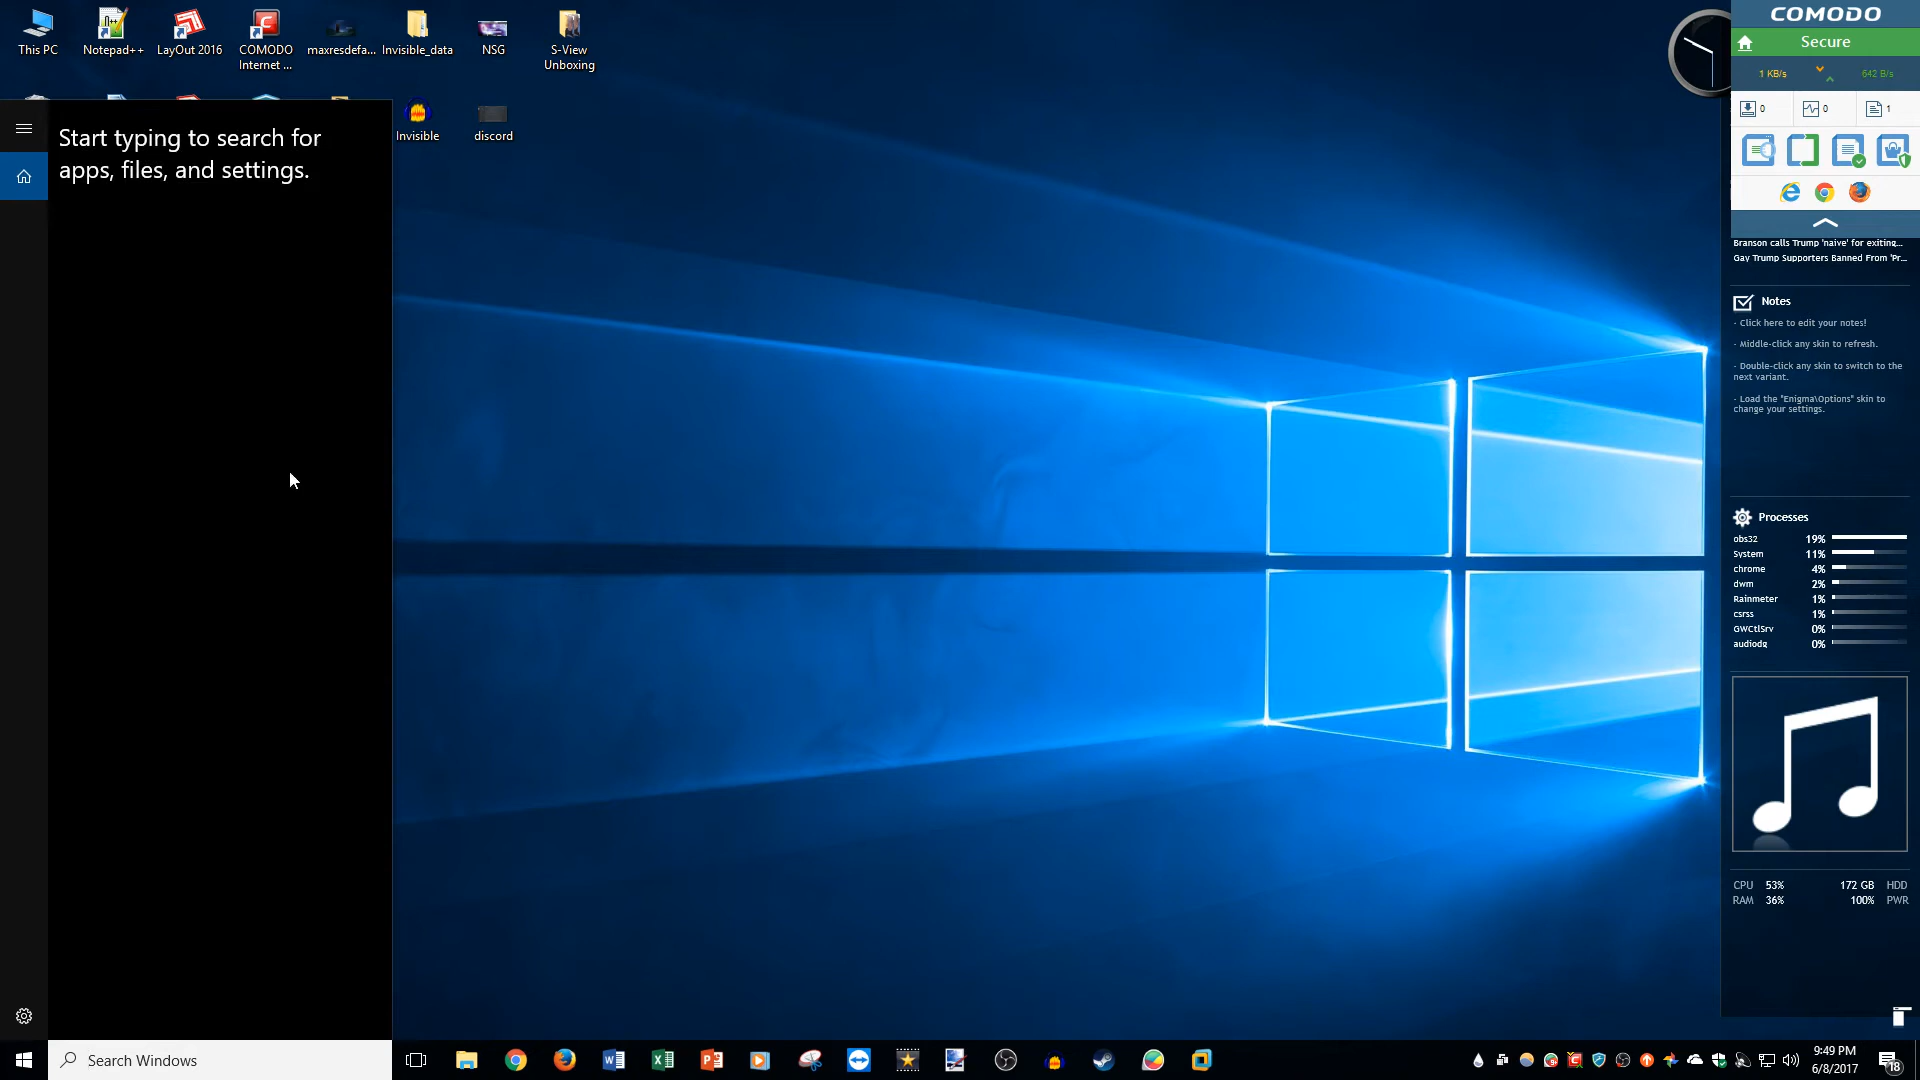 This PC
Notepad++
LayOut 2016
COMODO
Internet ...
maxresdefa...
Invisible_data
NSG
S-View
Unboxing
Invisible
discord
Start typing to search for
apps, files, and settings.
COMODO
Secure
1 KB/s
642 B/s
0
0
1
Branson calls Trump 'naive' for exiting...
Gay Trump Supporters Banned From 'Pr...
Notes
- Click here to edit your notes!
- Middle-click any skin to refresh.
- Double-click any skin to switch to the
next variant.
- Load the "Enigma\Options" skin to
change your settings.
Processes
obs32 19%
System 11%
chrome 4%
dwm 2%
Rainmeter 1%
csrss 1%
GWCtlSrv 0%
audiodg 0%
CPU 53% 172 GB HDD
RAM 36% 100% PWR
Search Windows
9:49 PM
6/8/2017
18